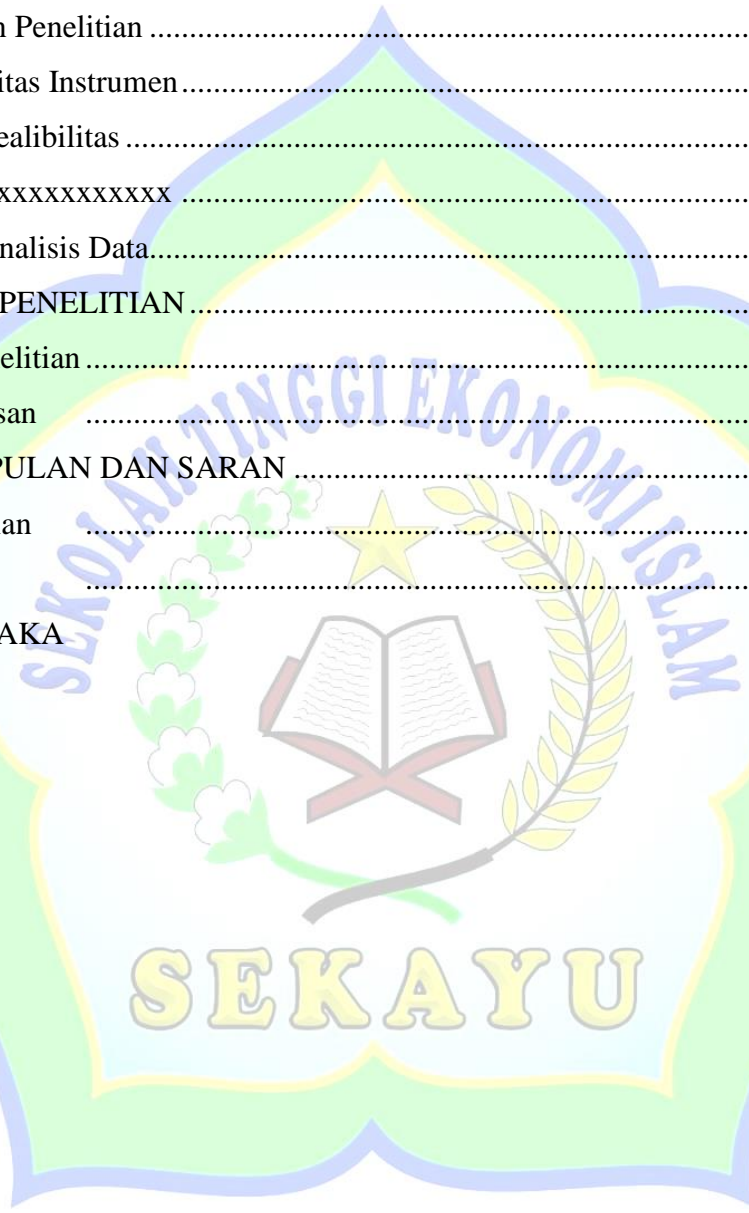 n Penelitian ..............................................................................
itas Instrumen ..............................................................................
ealibilitas ..............................................................................
xxxxxxxxxxx ..............................................................................
nalisis Data ..............................................................................
PENELITIAN ..............................................................................
elitian ..............................................................................
san ..............................................................................
PULAN DAN SARAN ..............................................................................
an ..............................................................................
..............................................................................
AKA
SEKOLAH TINGGI EKONOMI ISLAM
SEKAYU